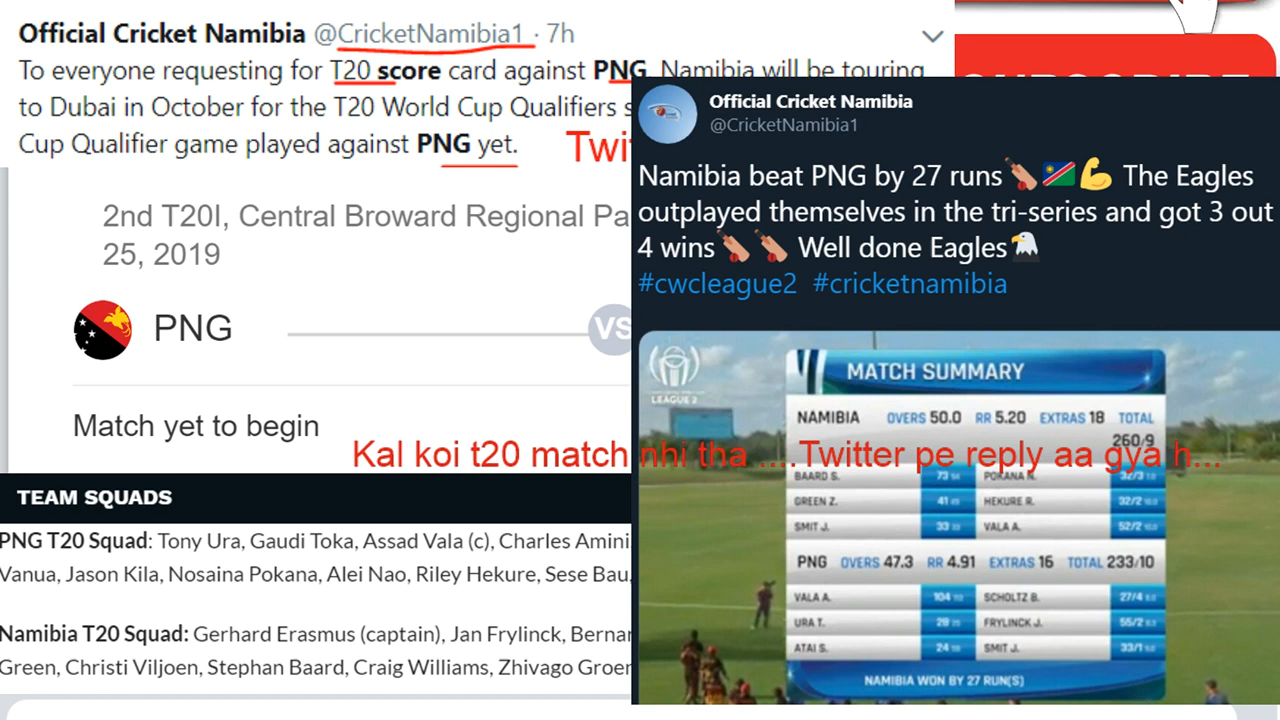 Official Cricket Namibia @CricketNamibia1 · 7h
To everyone requesting for T20 score card against PNG, Namibia will be touring
to Dubai in October for the T20 World Cup Qualifiers
Cup Qualifier game played against PNG yet.
SUBSCRIBE
2nd T20I, Central Broward Regional Pa
25, 2019
PNG
VS
Match yet to begin
Kal koi t20 match nhi tha ....Twitter pe reply aa gya h...
TEAM SQUADS
PNG T20 Squad: Tony Ura, Gaudi Toka, Assad Vala (c), Charles Amini
Vanua, Jason Kila, Nosaina Pokana, Alei Nao, Riley Hekure, Sese Bau,
Namibia T20 Squad: Gerhard Erasmus (captain), Jan Frylinck, Bernar
Green, Christi Viljoen, Stephan Baard, Craig Williams, Zhivago Groe
Official Cricket Namibia
@CricketNamibia1
Namibia beat PNG by 27 runs🏏🇳🇦💪 The Eagles
outplayed themselves in the tri-series and got 3 out
4 wins🏏🏏 Well done Eagles🦅
#cwcleague2 #cricketnamibia
LEAGUE 2
MATCH SUMMARY
NAMIBIA OVERS 50.0 RR 5.20 EXTRAS 18 TOTAL
260/9
BAARD S. 73 POKANA N. 32/3
GREEN Z. 41 HEKURE R. 32/2
SMIT J. 33 VALA A. 52/2
PNG OVERS 47.3 RR 4.91 EXTRAS 16 TOTAL 233/10
VALA A. 104 SCHOLTZ B. 27/4
URA T. 28 FRYLINCK J. 55/2
ATAI S. 24 SMIT J. 33/1
NAMIBIA WON BY 27 RUN(S)